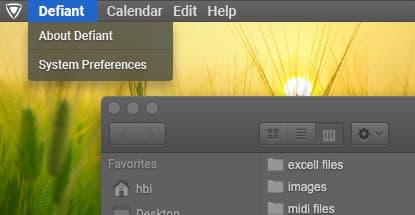 Defiant Calendar Edit Help
About Defiant
System Preferences
Favorites
excell files
hbi
images
Desktop
midi files